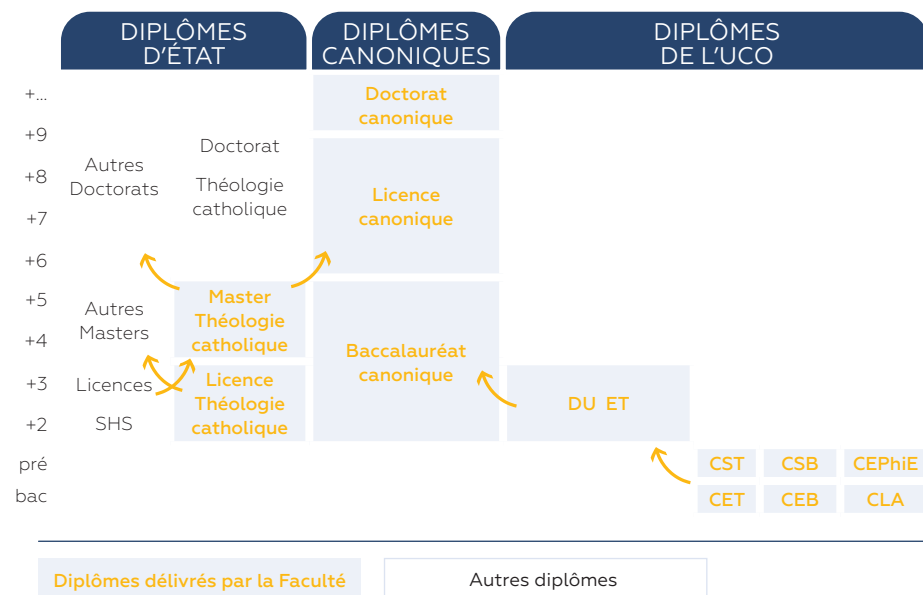 DIPLÔMES
D'ÉTAT
DIPLÔMES
CANONIQUES
DIPLÔMES
DE L'UCO
+...
+9
+8
+7
+6
+5
+4
+3
+2
pré
bac
Autres
Doctorats
Doctorat
Théologie
catholique
Autres
Masters
Master
Théologie
catholique
Licences
SHS
Licence
Théologie
catholique
Doctorat
canonique
Licence
canonique
Baccalauréat
canonique
DU ET
CST CSB CEPhiE
CET CEB CLA
Diplômes délivrés par la Faculté
Autres diplômes